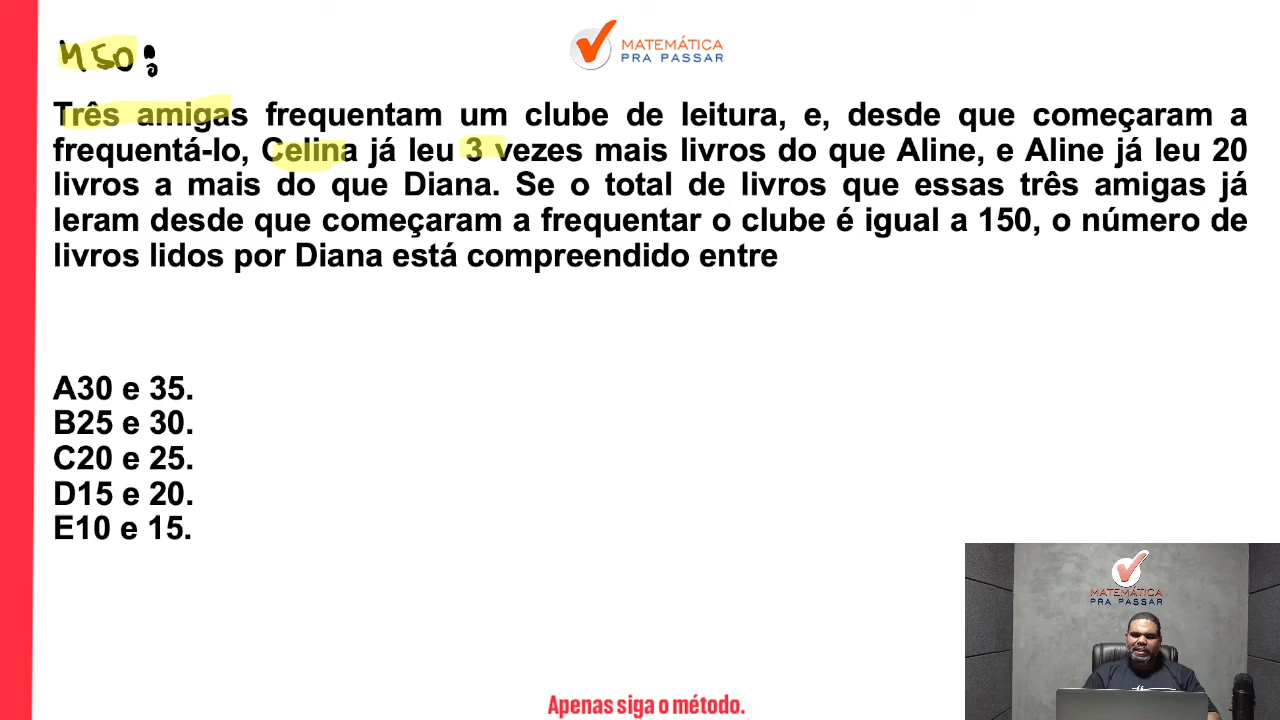 M50:
MATEMÁTICA
PRA PASSAR
Três amigas frequentam um clube de leitura, e, desde que começaram a
frequentá-lo, Celina já leu 3 vezes mais livros do que Aline, e Aline já leu 20
livros a mais do que Diana. Se o total de livros que essas três amigas já
leram desde que começaram a frequentar o clube é igual a 150, o número de
livros lidos por Diana está compreendido entre
A30 e 35.
B25 e 30.
C20 e 25.
D15 e 20.
E10 e 15.
MATEMÁTICA
PRA PASSAR
Apenas siga o método.